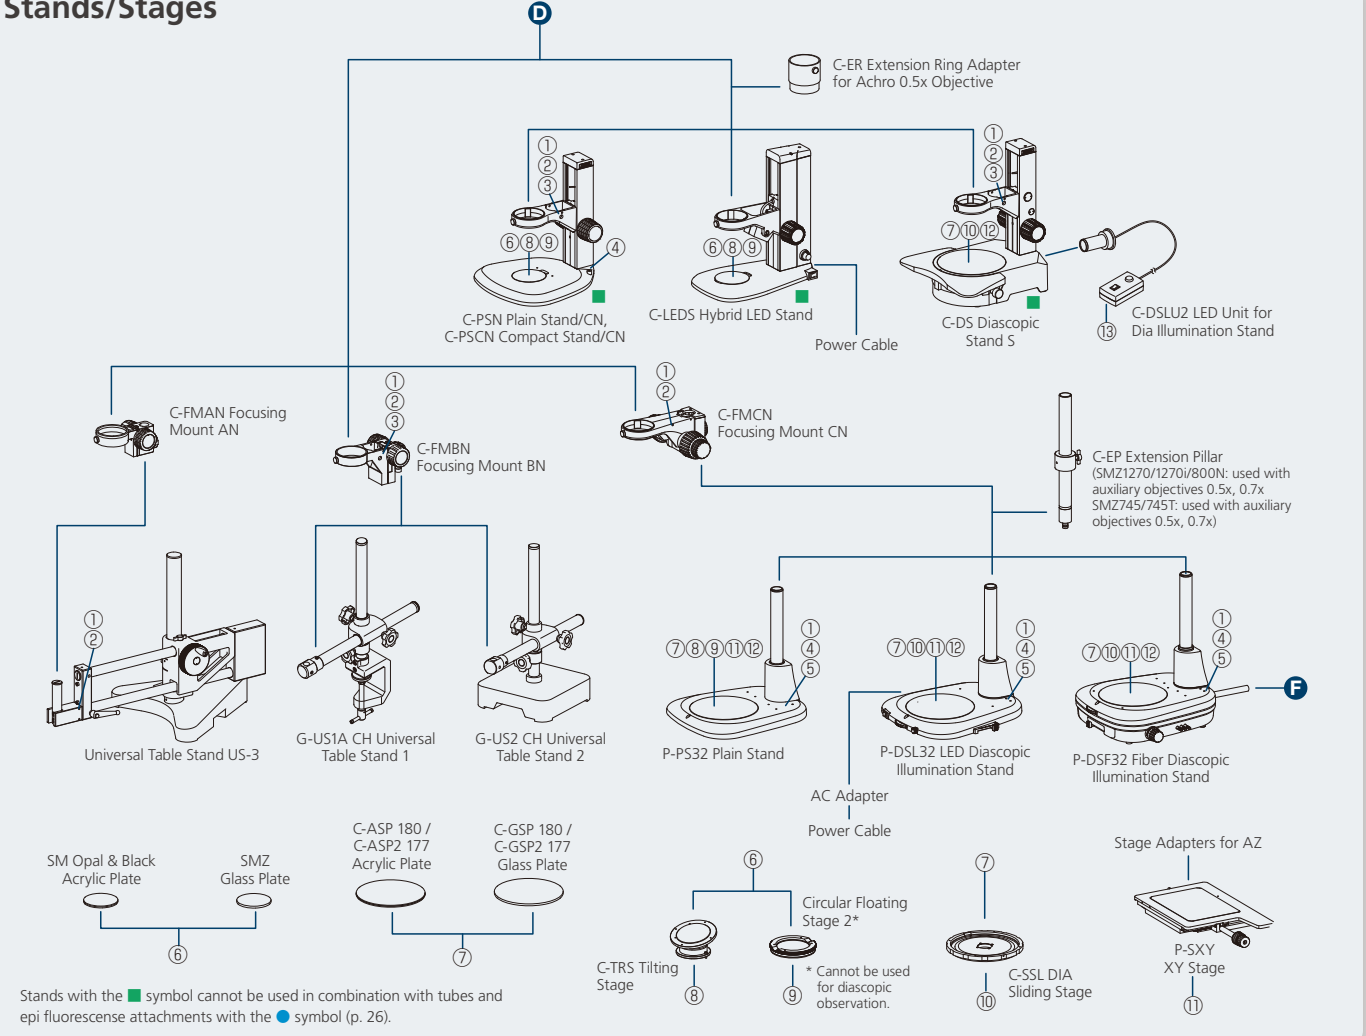 Stands/Stages
D
C-ER Extension Ring Adapter
for Achro 0.5x Objective
①
②
③
⑥⑧⑨
④
C-PSN Plain Stand/CN,
C-PSCN Compact Stand/CN
⑥⑧⑨
C-LEDS Hybrid LED Stand
Power Cable
①
②
③
⑦⑩⑫
C-DS Diascopic
Stand S
⑬
C-DSLU2 LED Unit for
Dia Illumination Stand
C-FMAN Focusing
Mount AN
①
②
③
C-FMBN
Focusing Mount BN
①
②
C-FMCN
Focusing Mount CN
C-EP Extension Pillar
(SMZ1270/1270i/800N: used with
auxiliary objectives 0.5x, 0.7x
SMZ745/745T: used with auxiliary
objectives 0.5x, 0.7x)
①
②
Universal Table Stand US-3
G-US1A CH Universal
Table Stand 1
G-US2 CH Universal
Table Stand 2
⑦⑧⑨⑪⑫
①
④
⑤
P-PS32 Plain Stand
⑦⑩⑪⑫
①
④
⑤
P-DSL32 LED Diascopic
Illumination Stand
AC Adapter
Power Cable
⑦⑩⑪⑫
①
④
⑤
F
P-DSF32 Fiber Diascopic
Illumination Stand
SM Opal & Black
Acrylic Plate
SMZ
Glass Plate
⑥
C-ASP 180 /
C-ASP2 177
Acrylic Plate
C-GSP 180 /
C-GSP2 177
Glass Plate
⑦
⑥
C-TRS Tilting
Stage
⑧
Circular Floating
Stage 2*
⑨
* Cannot be used
for diascopic
observation.
⑦
C-SSL DIA
Sliding Stage
⑩
Stage Adapters for AZ
P-SXY
XY Stage
⑪
Stands with the ■ symbol cannot be used in combination with tubes and
epi fluorescense attachments with the ● symbol (p. 26).